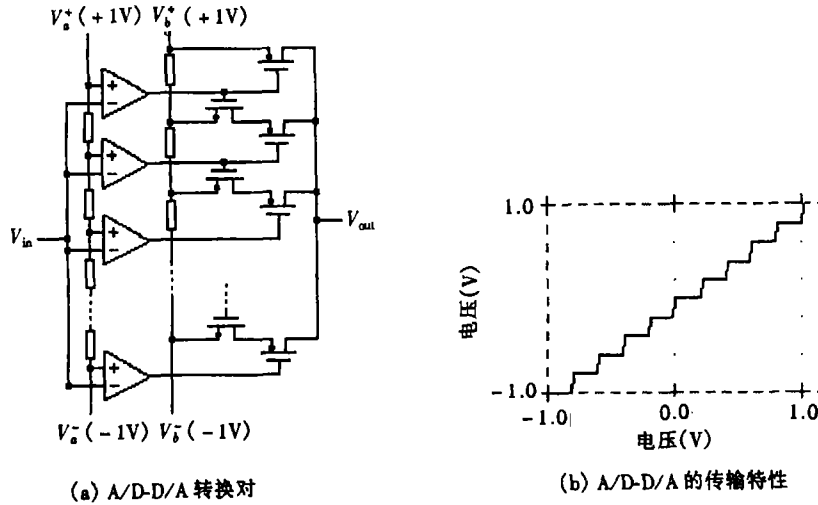 V_a^+(+1V) V_b^+(+1V)
+
−
+
−
+
−
V_in
V_out
+
−
V_a^-(-1V) V_b^-(-1V)
(a) A/D-D/A 转换对
1.0
电压(V)
-1.0
-1.0 0.0 1.0
电压(V)
(b) A/D-D/A 的传输特性